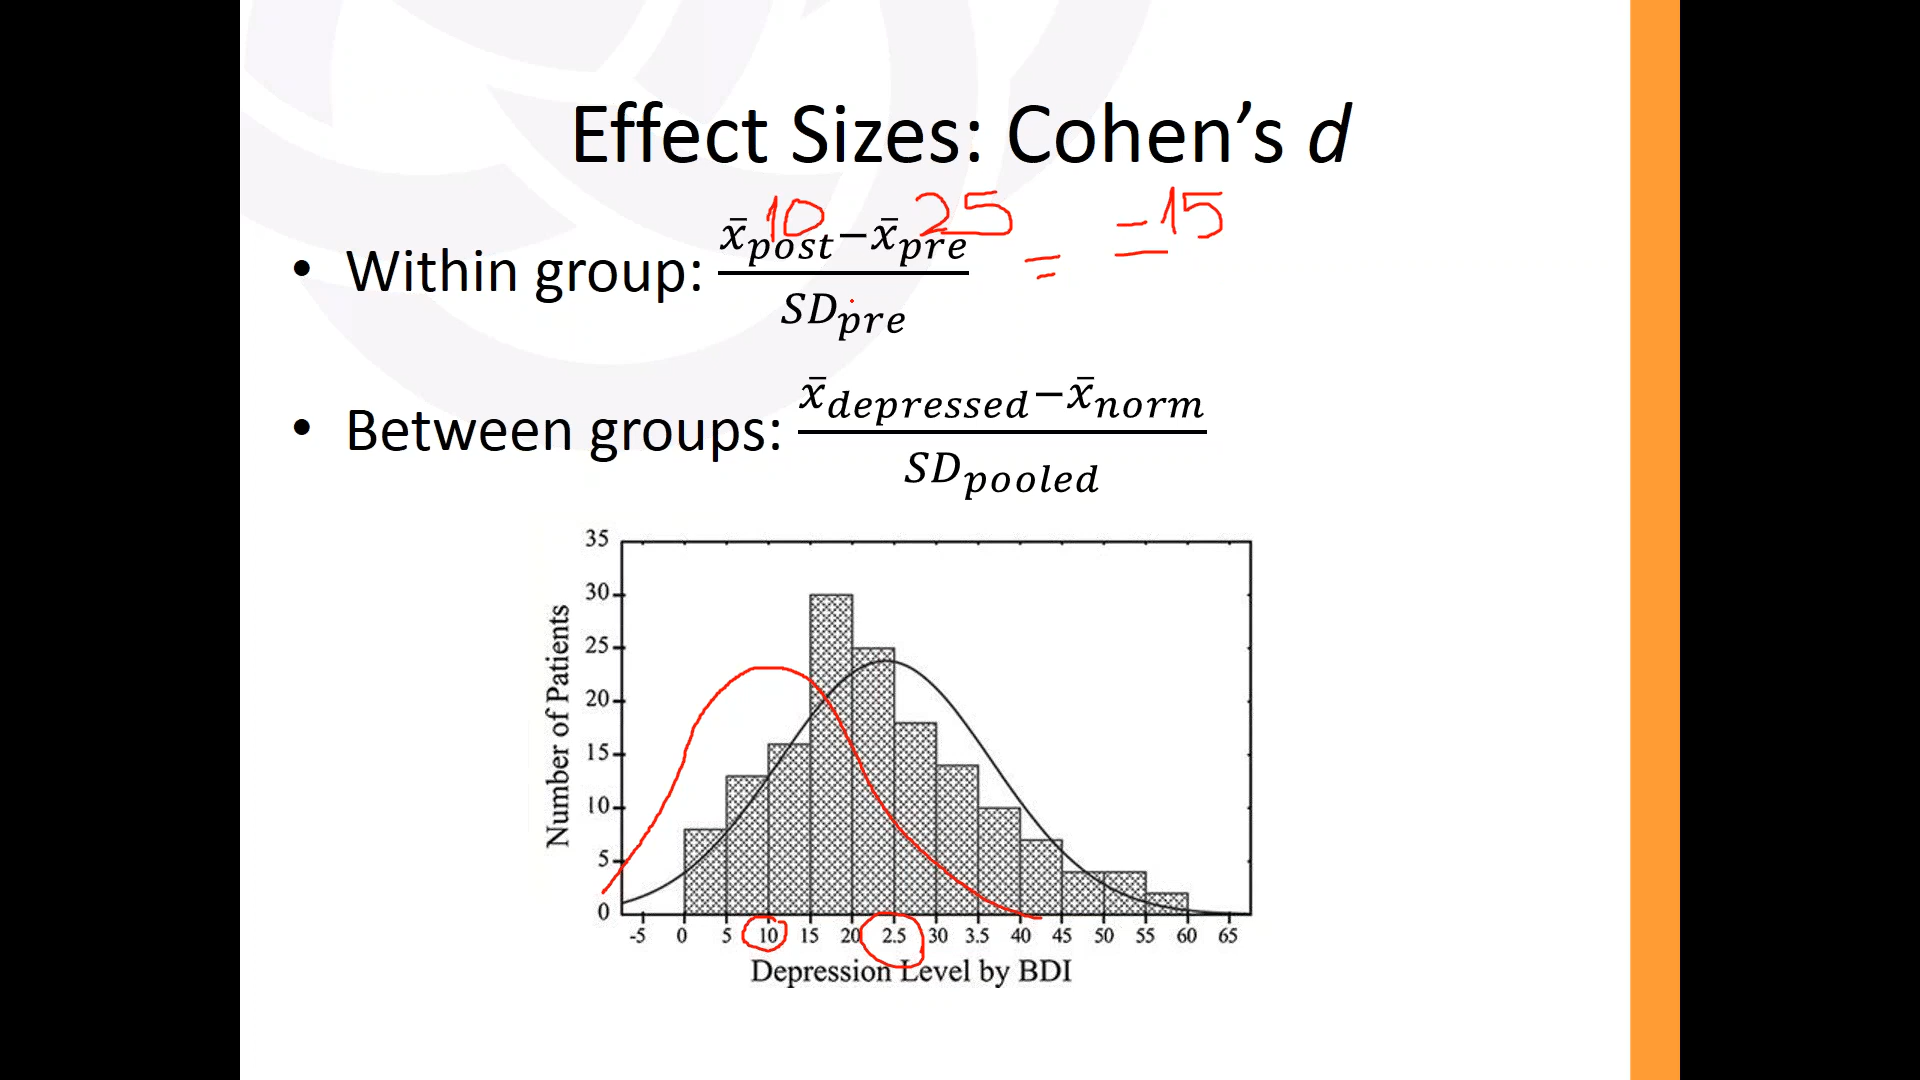 Effect Sizes: Cohen's d
10 25 -15
• Within group: x̄post−x̄pre =
SDpre
• Between groups: x̄depressed−x̄norm
SDpooled
35
30
25
20
15
10
5
0
Number of Patients
-5 0 5 10 15 20 2.5 30 3.5 40 45 50 55 60 65
Depression Level by BDI